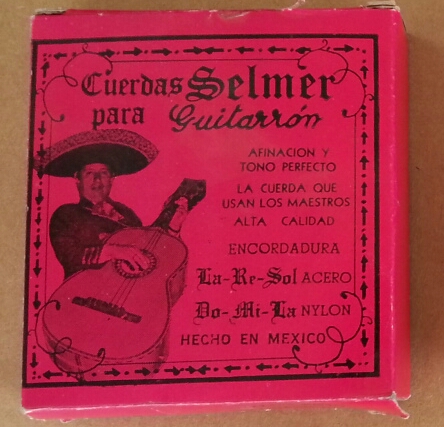 Cuerdas Selmer
para Guitarrón
AFINACION Y
TONO PERFECTO
LA CUERDA QUE
USAN LOS MAESTROS
ALTA CALIDAD
ENCORDADURA
La-Re-Sol ACERO
Do-Mi-La NYLON
HECHO EN MEXICO